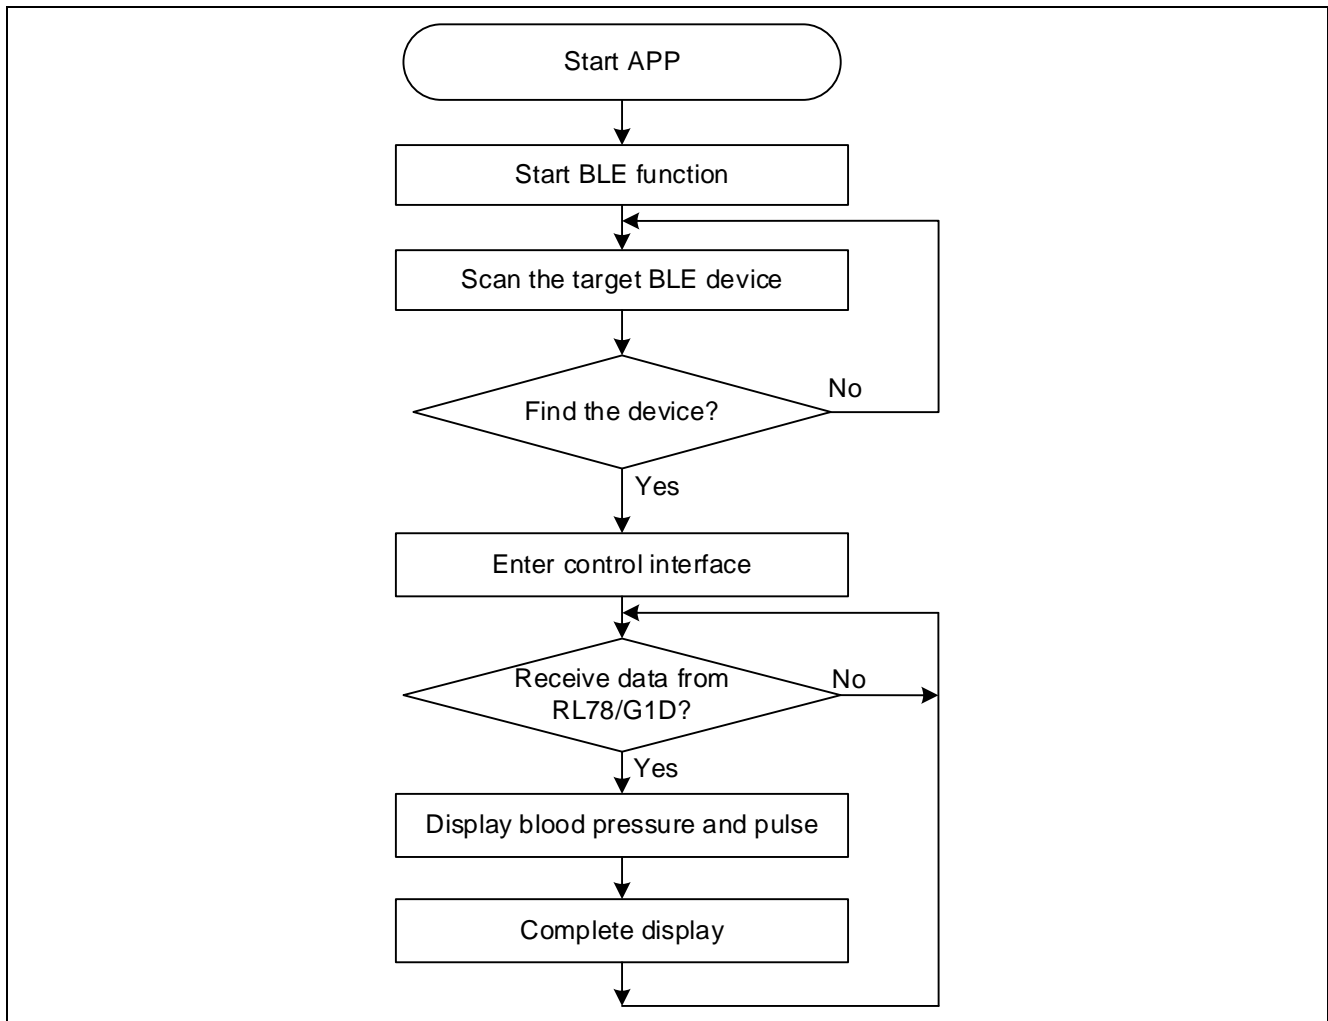 Start APP
Start BLE function
Scan the target BLE device
Find the device?
No
Yes
Enter control interface
Receive data from
RL78/G1D?
No
Yes
Display blood pressure and pulse
Complete display